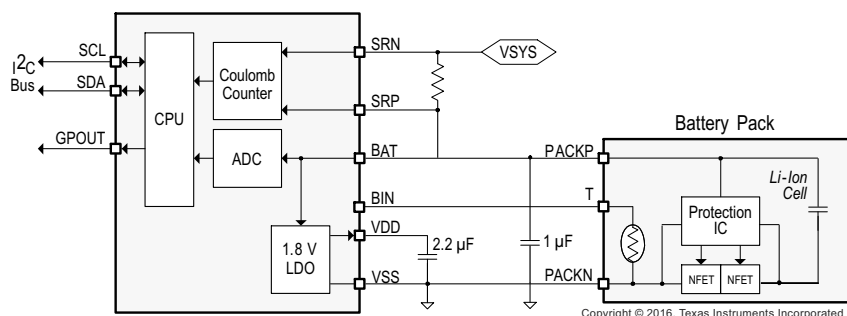 SCL
I2C
Bus
SDA
GPOUT
CPU
Coulomb
Counter
ADC
1.8 V
LDO
SRN
VSYS
SRP
BAT
BIN
VDD
VSS
2.2 µF
1 µF
Battery Pack
PACKP
T
PACKN
Protection
IC
Li-Ion
Cell
NFET NFET
Copyright © 2016, Texas Instruments Incorporated